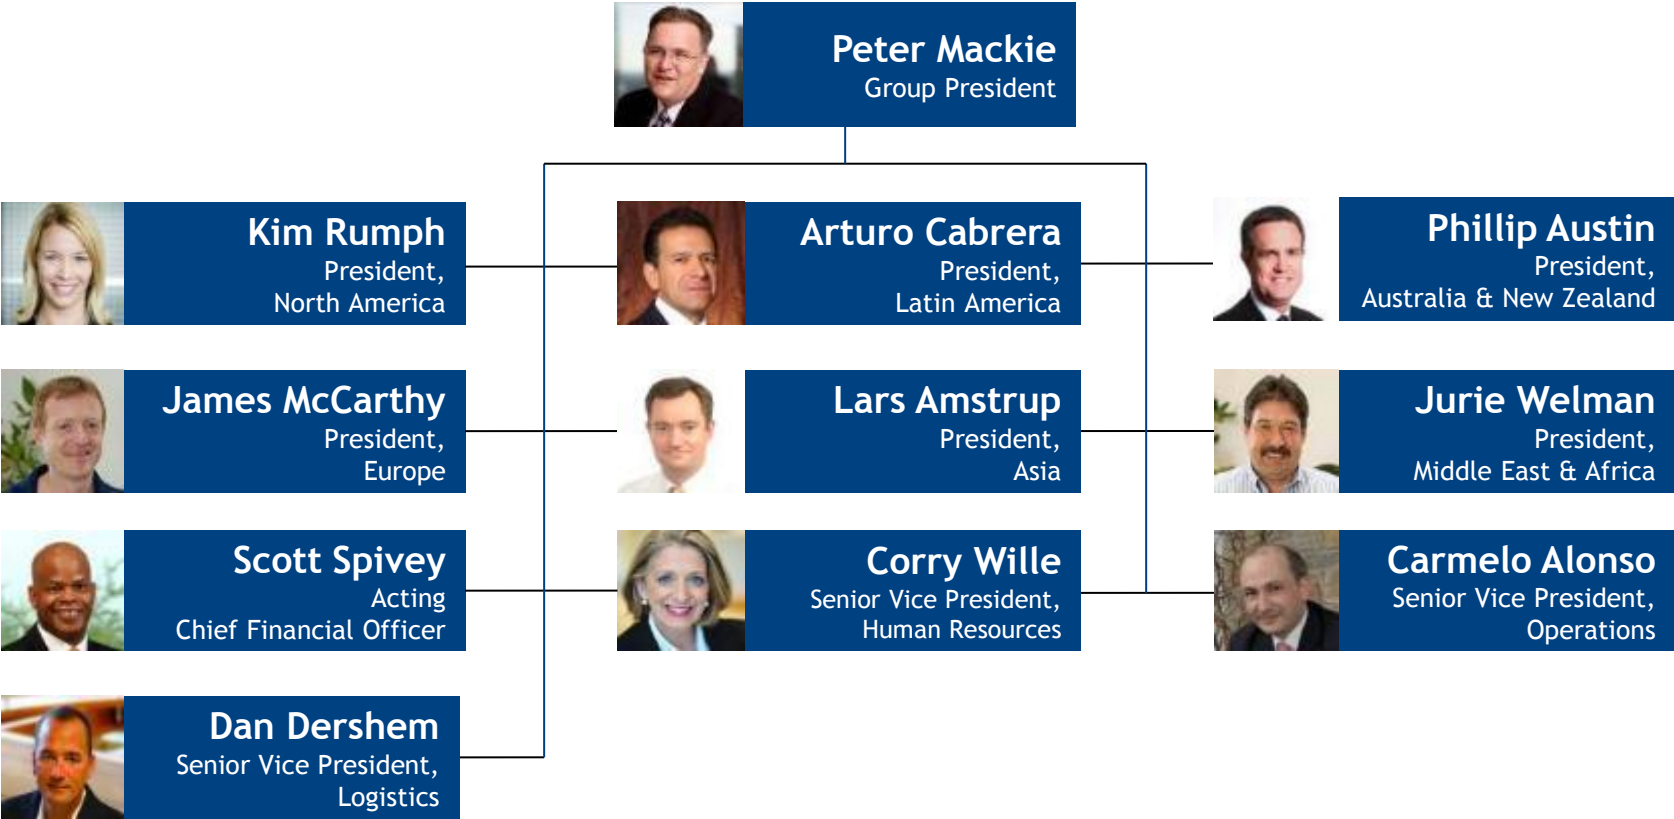 Peter Mackie
Group President
Kim Rumph
President,
North America
Arturo Cabrera
President,
Latin America
Phillip Austin
President,
Australia & New Zealand
James McCarthy
President,
Europe
Lars Amstrup
President,
Asia
Jurie Welman
President,
Middle East & Africa
Scott Spivey
Acting
Chief Financial Officer
Corry Wille
Senior Vice President,
Human Resources
Carmelo Alonso
Senior Vice President,
Operations
Dan Dershem
Senior Vice President,
Logistics